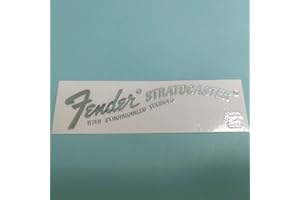 Fender® STRATOCASTER
WITH SYNCHRONIZED TREMOLO